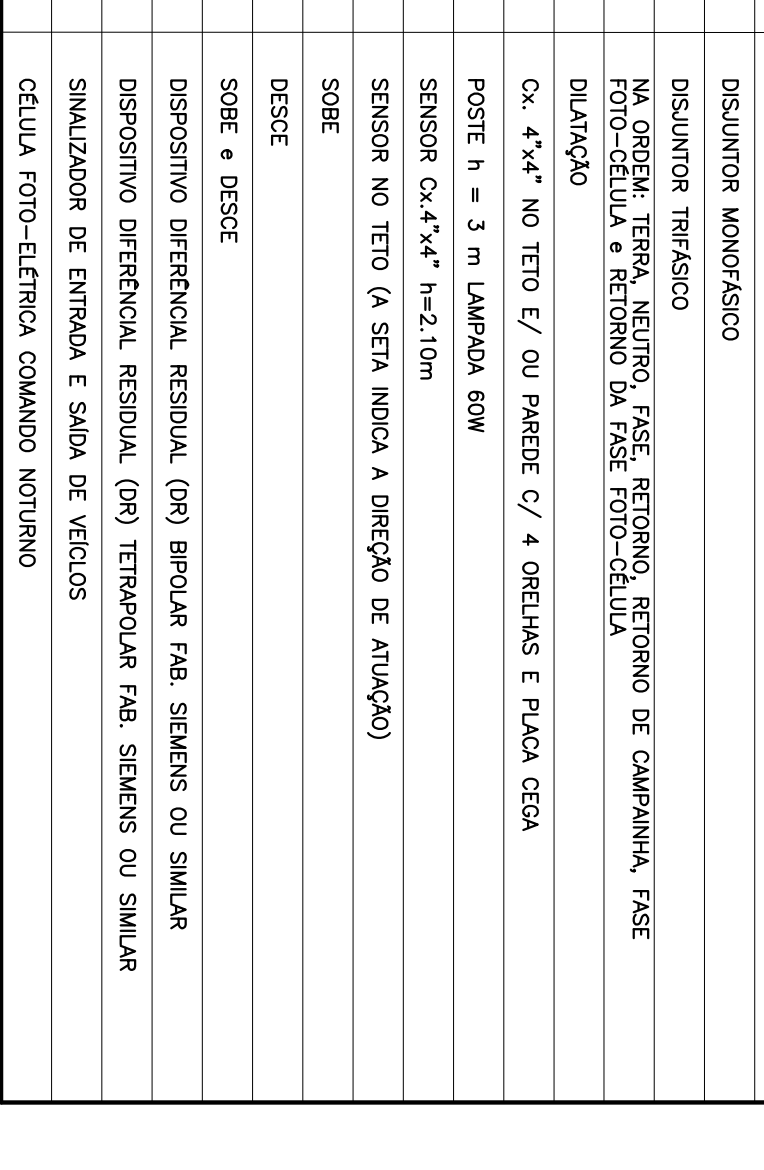 DISJUNTOR MONOFÁSICO
DISJUNTOR TRIFÁSICO
NA ORDEM: TERRA, NEUTRO, FASE, RETORNO, RETORNO DE CAMPAINHA, FASE
FOTO-CÉLULA e RETORNO DA FASE FOTO-CÉLULA
DILATAÇÃO
Cx. 4"x4" NO TETO E/ OU PAREDE C/ 4 ORELHAS E PLACA CEGA
POSTE h = 3 m LAMPADA 60W
SENSOR Cx.4"x4" h=2.10m
SENSOR NO TETO (A SETA INDICA A DIREÇÃO DE ATUAÇÃO)
SOBE
DESCE
SOBE e DESCE
DISPOSITIVO DIFERÊNCIAL RESIDUAL (DR) BIPOLAR FAB. SIEMENS OU SIMILAR
DISPOSITIVO DIFERÊNCIAL RESIDUAL (DR) TETRAPOLAR FAB. SIEMENS OU SIMILAR
SINALIZADOR DE ENTRADA E SAÍDA DE VEÍCLOS
CÉLULA FOTO-ELÉTRICA COMANDO NOTURNO